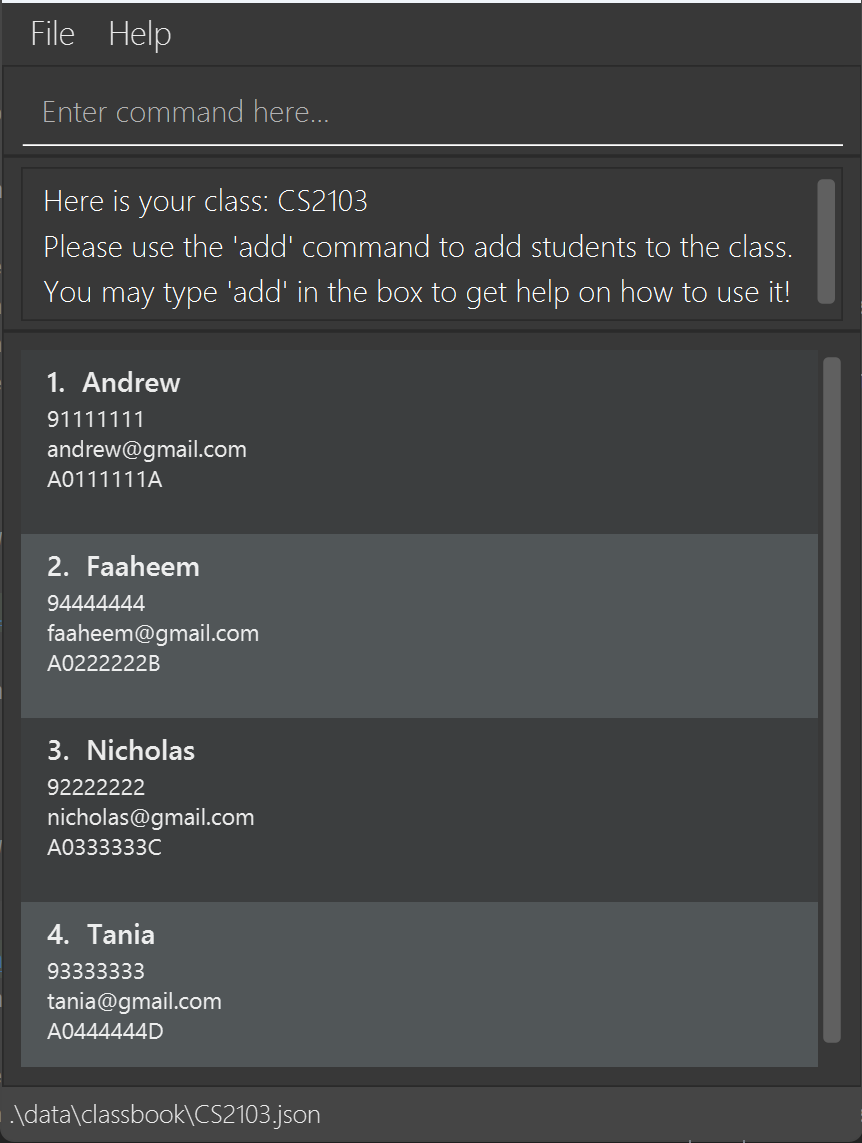 File Help
Enter command here...
Here is your class: CS2103
Please use the 'add' command to add students to the class.
You may type 'add' in the box to get help on how to use it!
1. Andrew
91111111
andrew@gmail.com
A0111111A
2. Faaheem
94444444
faaheem@gmail.com
A0222222B
3. Nicholas
92222222
nicholas@gmail.com
A0333333C
4. Tania
93333333
tania@gmail.com
A0444444D
.\data\classbook\CS2103.json